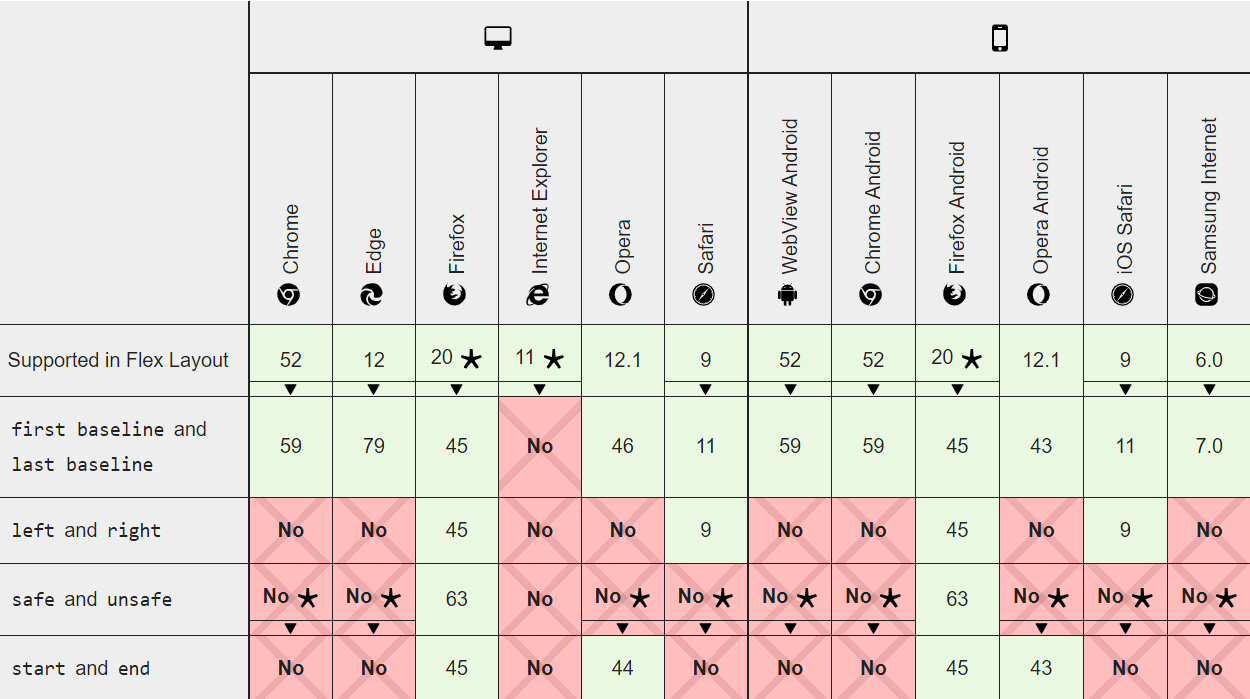 Chrome
Edge
Firefox
Internet Explorer
Opera
Safari
WebView Android
Chrome Android
Firefox Android
Opera Android
iOS Safari
Samsung Internet
Supported in Flex Layout 52 12 20 ★ 11 ★ 12.1 9 52 52 20 ★ 12.1 9 6.0
▼ ▼ ▼ ▼ ▼ ▼ ▼ ▼ ▼ ▼
first baseline and
last baseline
59 79 45 No 46 11 59 59 45 43 11 7.0
left and right No No 45 No No 9 No No 45 No 9 No
safe and unsafe No ★ No ★ 63 No No ★ No ★ No ★ No ★ 63 No ★ No ★ No ★
▼ ▼ ▼ ▼ ▼ ▼ ▼ ▼ ▼
start and end No No 45 No 44 No No No 45 43 No No